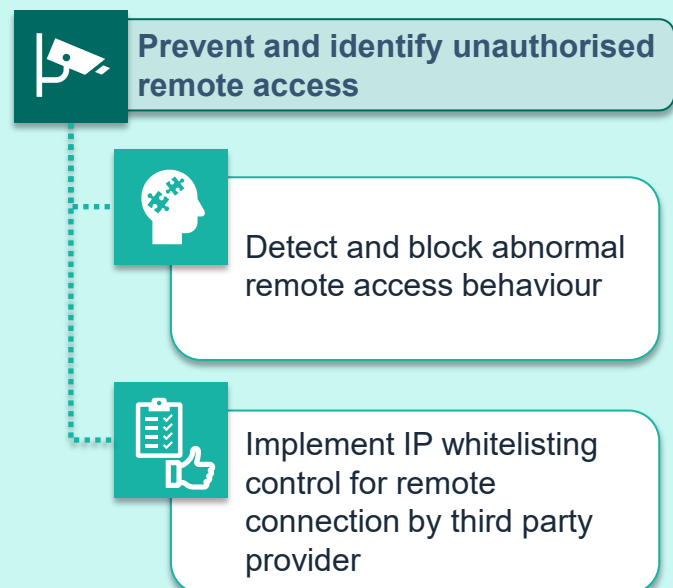 Prevent and identify unauthorised
remote access
Detect and block abnormal
remote access behaviour
Implement IP whitelisting
control for remote
connection by third party
provider